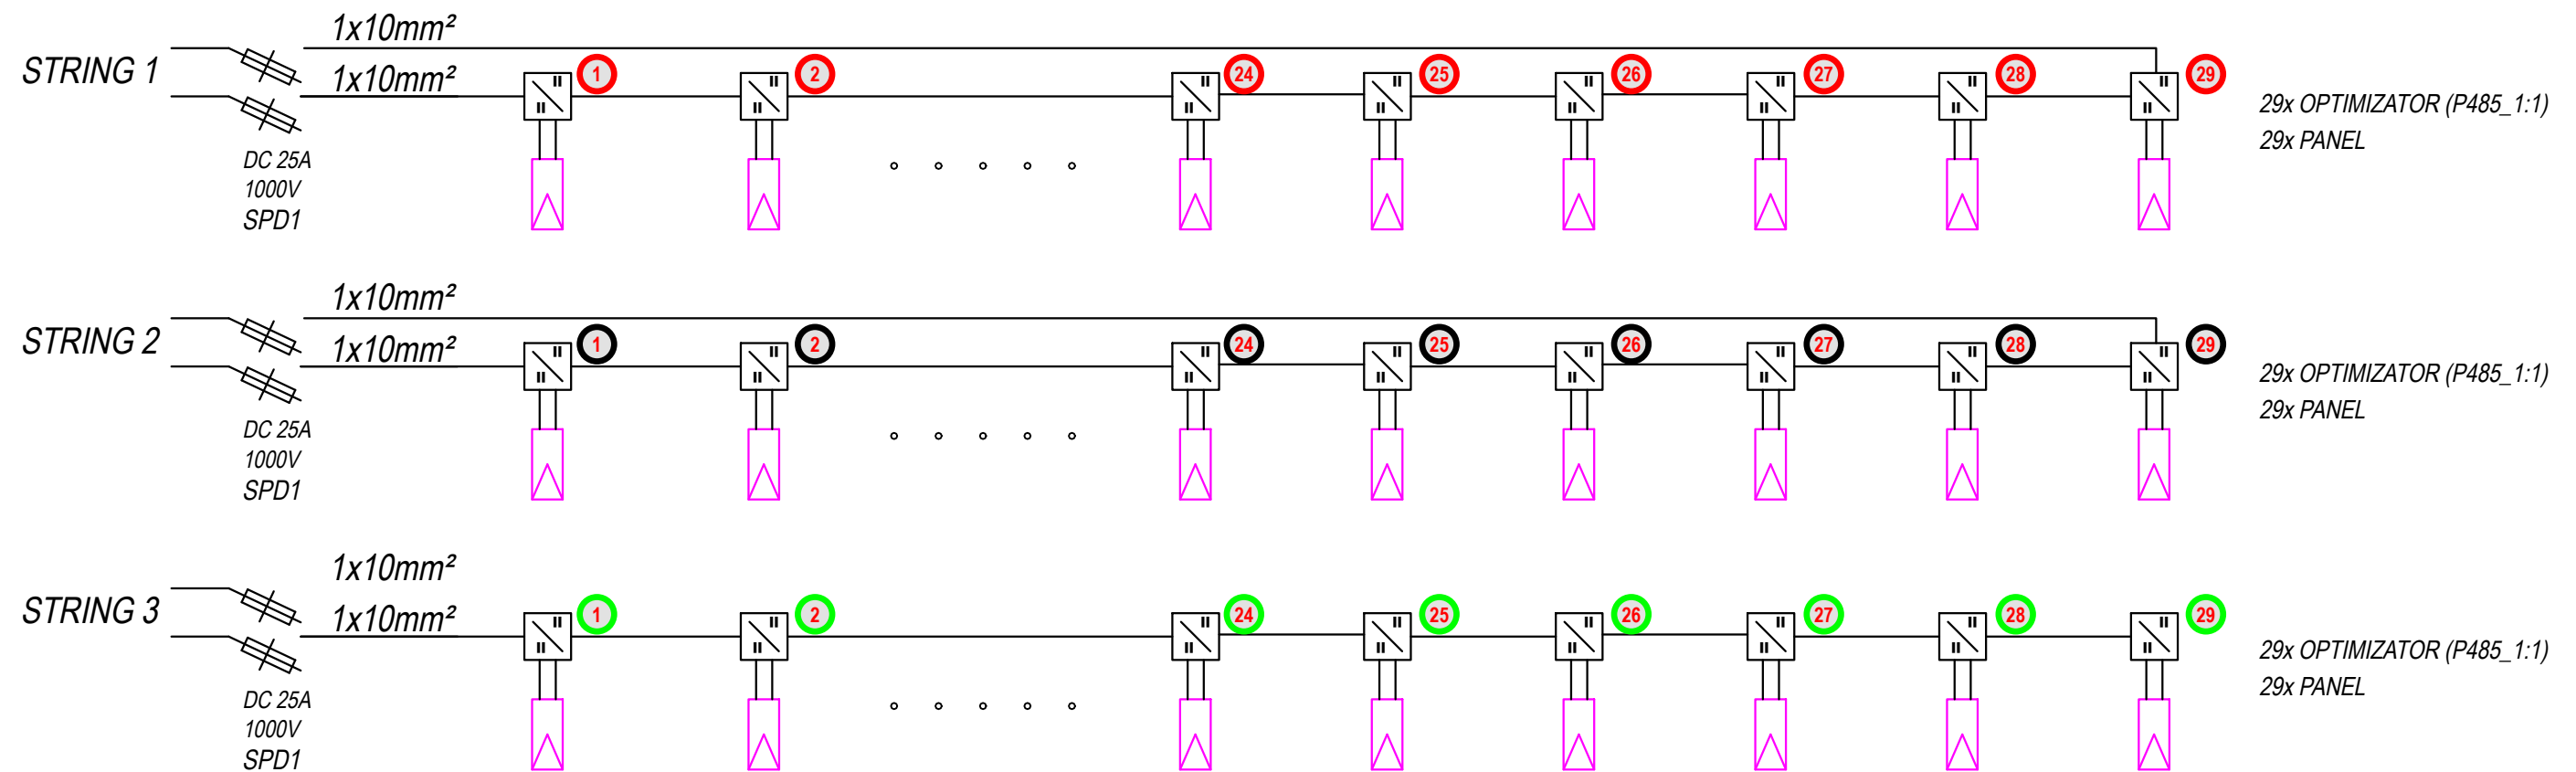 1x10mm²
STRING 1
1x10mm²
1 2 24 25 26 27 28 29
29x OPTIMIZATOR (P485_1:1)
29x PANEL
DC 25A
1000V
SPD1
1x10mm²
STRING 2
1x10mm²
1 2 24 25 26 27 28 29
29x OPTIMIZATOR (P485_1:1)
29x PANEL
DC 25A
1000V
SPD1
1x10mm²
STRING 3
1x10mm²
1 2 24 25 26 27 28 29
29x OPTIMIZATOR (P485_1:1)
29x PANEL
DC 25A
1000V
SPD1